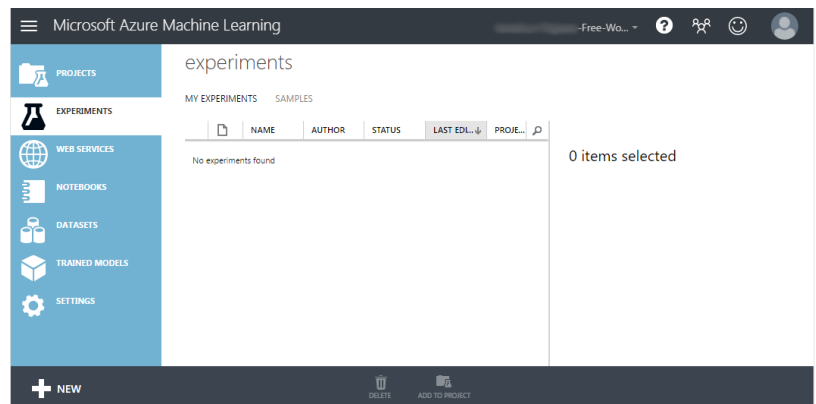 Microsoft Azure Machine Learning
-Free-Wo...
?
PROJECTS
EXPERIMENTS
WEB SERVICES
NOTEBOOKS
DATASETS
TRAINED MODELS
SETTINGS
experiments
MY EXPERIMENTS SAMPLES
NAME AUTHOR STATUS LAST EDI... PROJE...
No experiments found
0 items selected
NEW
DELETE
ADD TO PROJECT